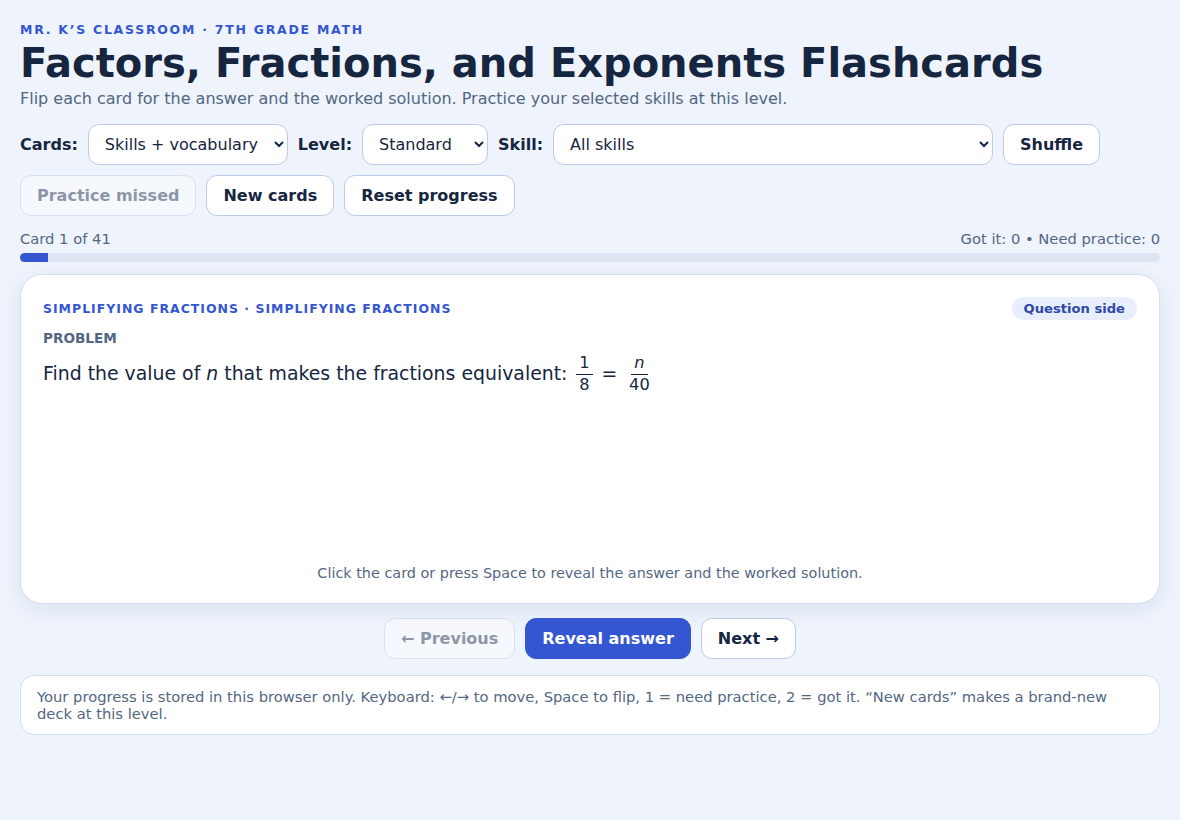 MR. K’S CLASSROOM · 7TH GRADE MATH
Factors, Fractions, and Exponents Flashcards
Flip each card for the answer and the worked solution. Practice your selected skills at this level.
Cards: Skills + vocabulary Level: Standard Skill: All skills Shuffle
Practice missed New cards Reset progress
Card 1 of 41 Got it: 0 • Need practice: 0
SIMPLIFYING FRACTIONS · SIMPLIFYING FRACTIONS Question side
PROBLEM
Find the value of n that makes the fractions equivalent: 1/8 = n/40
Click the card or press Space to reveal the answer and the worked solution.
← Previous Reveal answer Next →
Your progress is stored in this browser only. Keyboard: ←/→ to move, Space to flip, 1 = need practice, 2 = got it. “New cards” makes a brand-new
deck at this level.